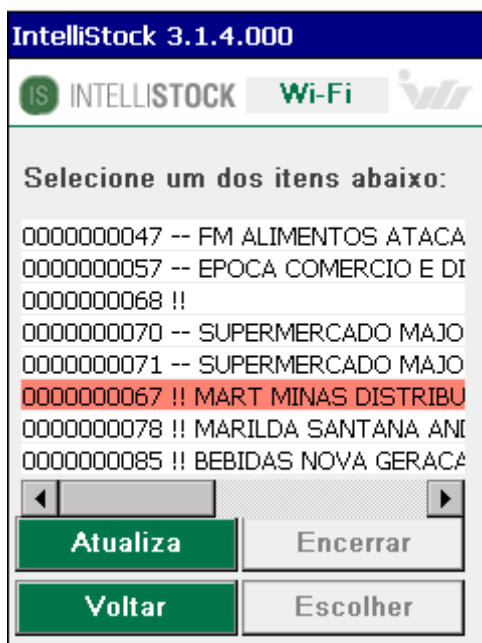 IntelliStock 3.1.4.000
IS INTELLISTOCK Wi-Fi
Selecione um dos itens abaixo:
0000000047 -- FM ALIMENTOS ATACA
0000000057 -- EPOCA COMERCIO E DI
0000000068 !!
0000000070 -- SUPERMERCADO MAJO
0000000071 -- SUPERMERCADO MAJO
0000000067 !! MART MINAS DISTRIBU
0000000078 !! MARILDA SANTANA AND
0000000085 !! BEBIDAS NOVA GERACA
Atualiza Encerrar
Voltar Escolher